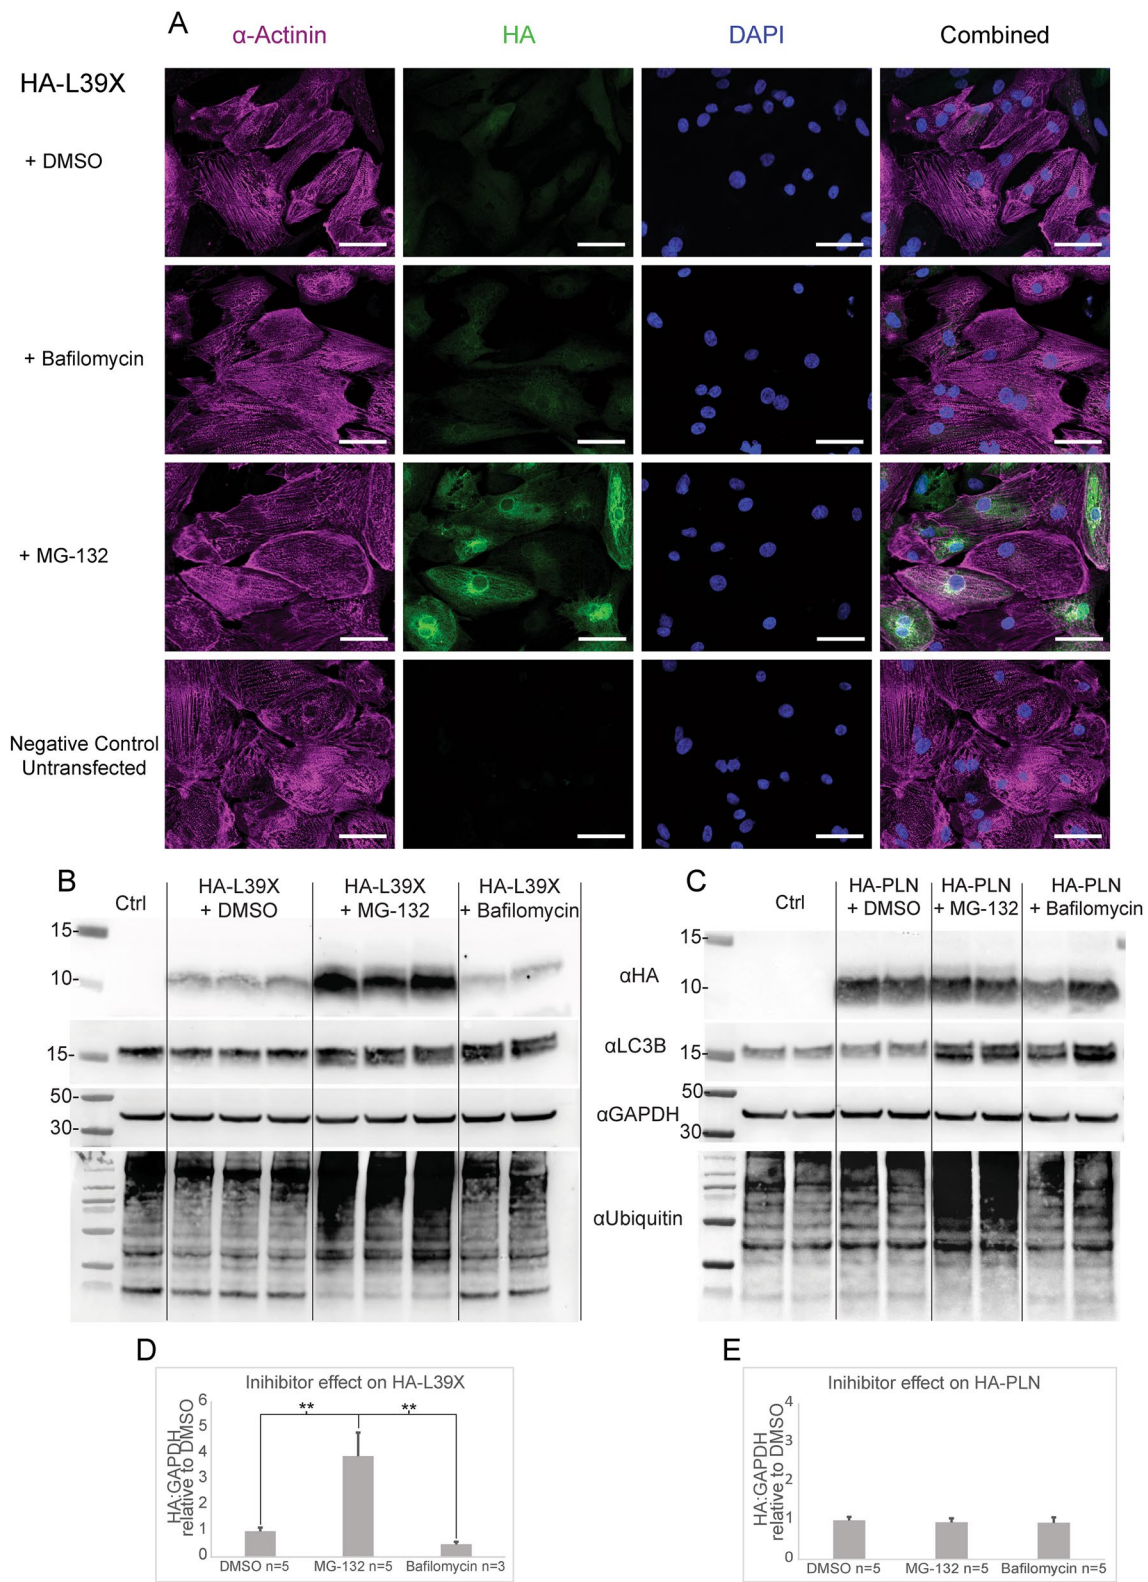 A
α-Actinin
HA
DAPI
Combined
HA-L39X
+ DMSO
+ Bafilomycin
+ MG-132
Negative Control
Untransfected
B
Ctrl
HA-L39X
+ DMSO
HA-L39X
+ MG-132
HA-L39X
+ Bafilomycin
15-
10-
15-
50-
30-
C
Ctrl
HA-PLN
+ DMSO
HA-PLN
+ MG-132
HA-PLN
+ Bafilomycin
15-
αHA
10-
αLC3B
15-
50-
αGAPDH
30-
αUbiquitin
D
Inihibitor effect on HA-L39X
HA:GAPDH
relative to DMSO
6
5
4
3
2
1
0
**
**
DMSO n=5
MG-132 n=5
Bafilomycin n=3
E
Inihibitor effect on HA-PLN
HA:GAPDH
relative to DMSO
4
3
2
1
0
DMSO n=5
MG-132 n=5
Bafilomycin n=5